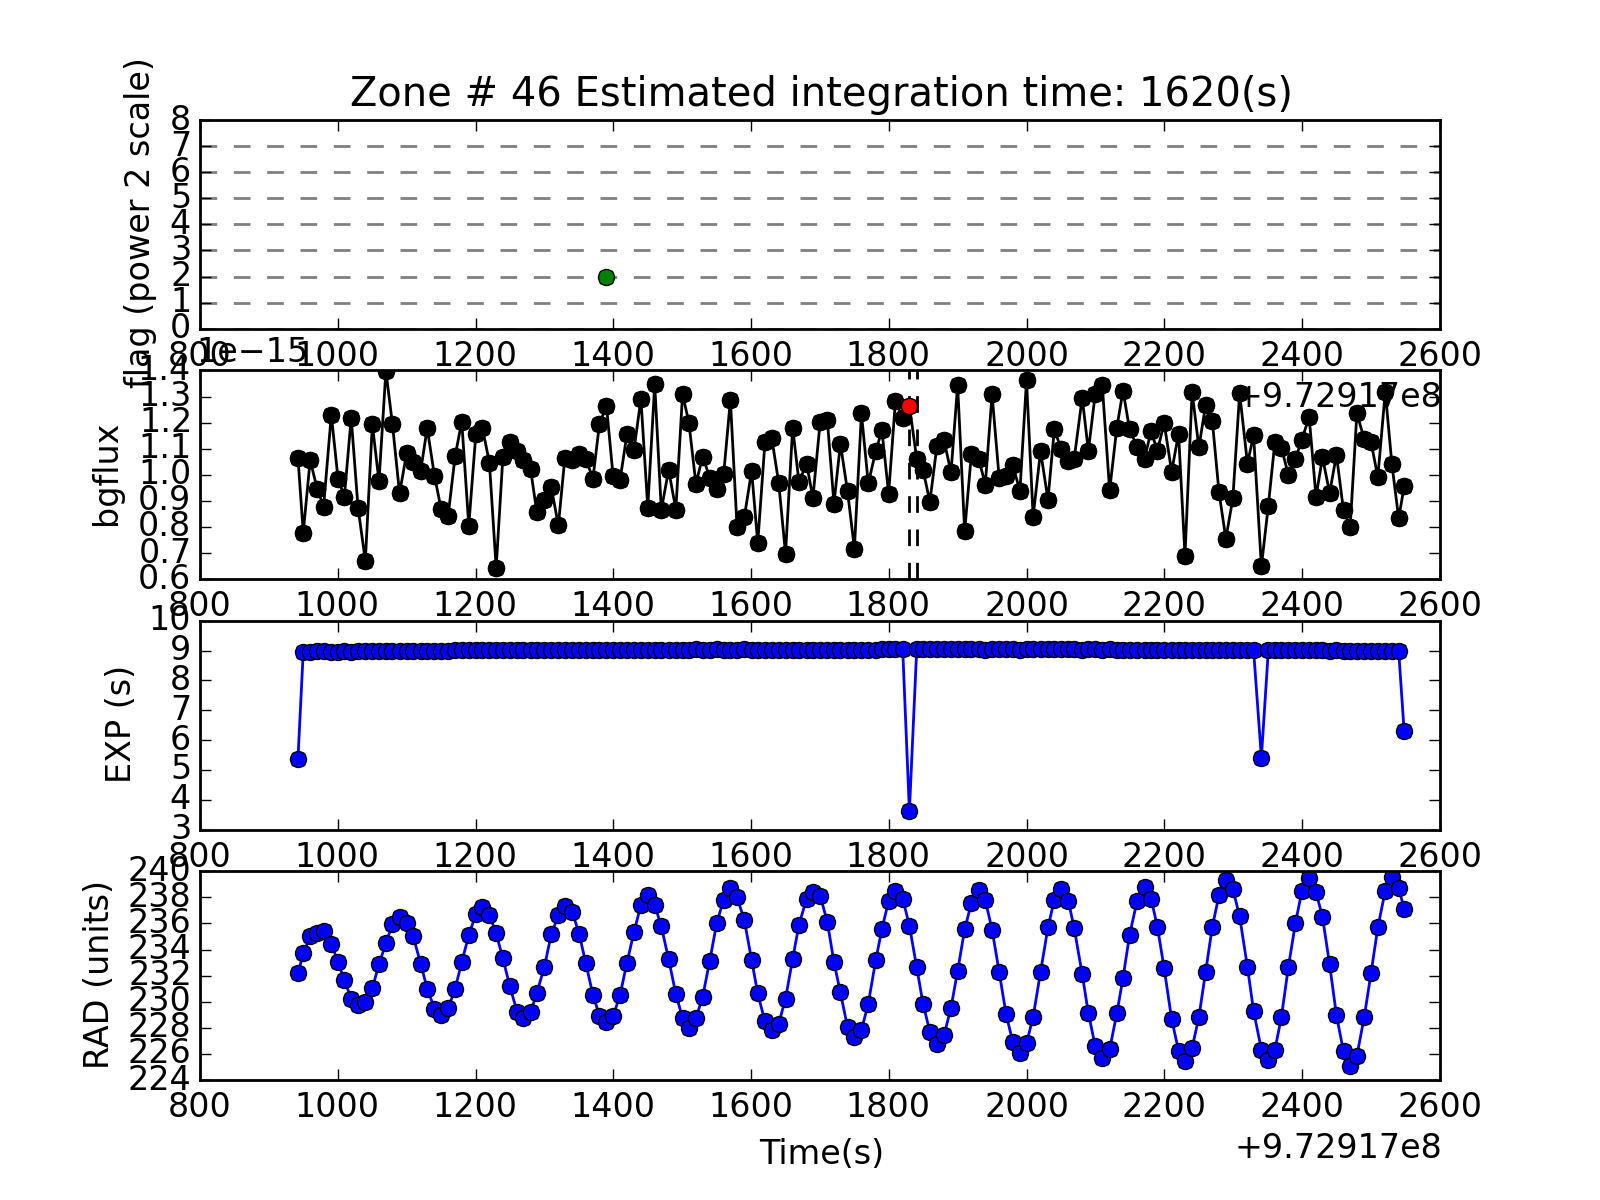 Zone # 46 Estimated integration time: 1620(s)
flag (power 2 scale)
8
7
6
5
4
3
2
1
0
800 1000 1200 1400 1600 1800 2000 2200 2400 2600
1e−15
+9.72917e8
bgflux
1.4
1.3
1.2
1.1
1.0
0.9
0.8
0.7
0.6
800 1000 1200 1400 1600 1800 2000 2200 2400 2600
EXP (s)
10
9
8
7
6
5
4
3
800 1000 1200 1400 1600 1800 2000 2200 2400 2600
RAD (units)
240
238
236
234
232
230
228
226
224
800 1000 1200 1400 1600 1800 2000 2200 2400 2600
Time(s)
+9.72917e8